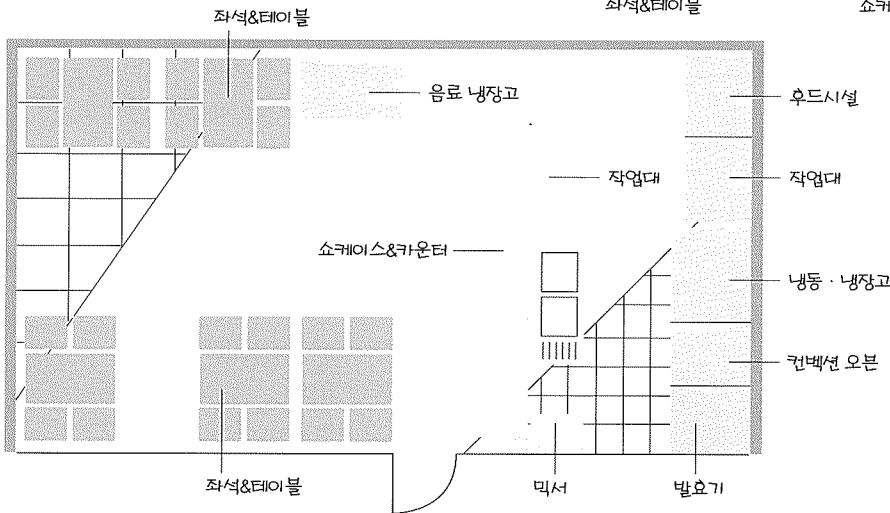 좌석&테이블
좌석&테이블
쇼케
음료 냉장고
후드시설
작업대
작업대
쇼케이스&카운터
냉동·냉장고
컨벡션 오븐
좌석&테이블
믹서
발효기